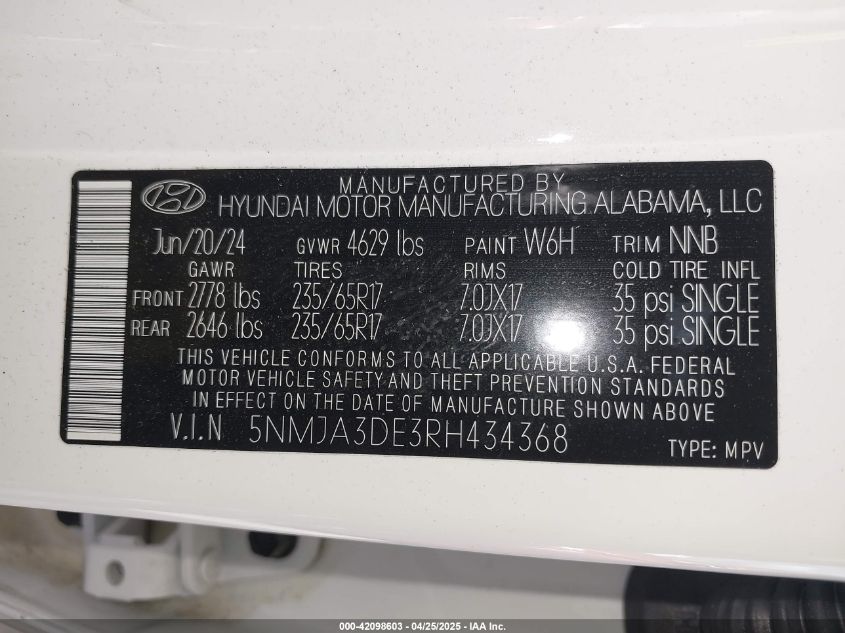 MANUFACTURED BY
HYUNDAI MOTOR MANUFACTURING ALABAMA, LLC
Jun/20/24 GVWR 4629 lbs PAINT W6H TRIM NNB
GAWR TIRES RIMS COLD TIRE INFL
FRONT 2778 lbs 235/65R17 7.0JX17 35 psi SINGLE
REAR 2646 lbs 235/65R17 7.0JX17 35 psi SINGLE
THIS VEHICLE CONFORMS TO ALL APPLICABLE U.S.A. FEDERAL
MOTOR VEHICLE SAFETY AND THEFT PREVENTION STANDARDS
IN EFFECT ON THE DATE OF MANUFACTURE SHOWN ABOVE
V.I.N 5NMJA3DE3RH434368 TYPE: MPV
000-42098603 - 04/25/2025 - IAA Inc.